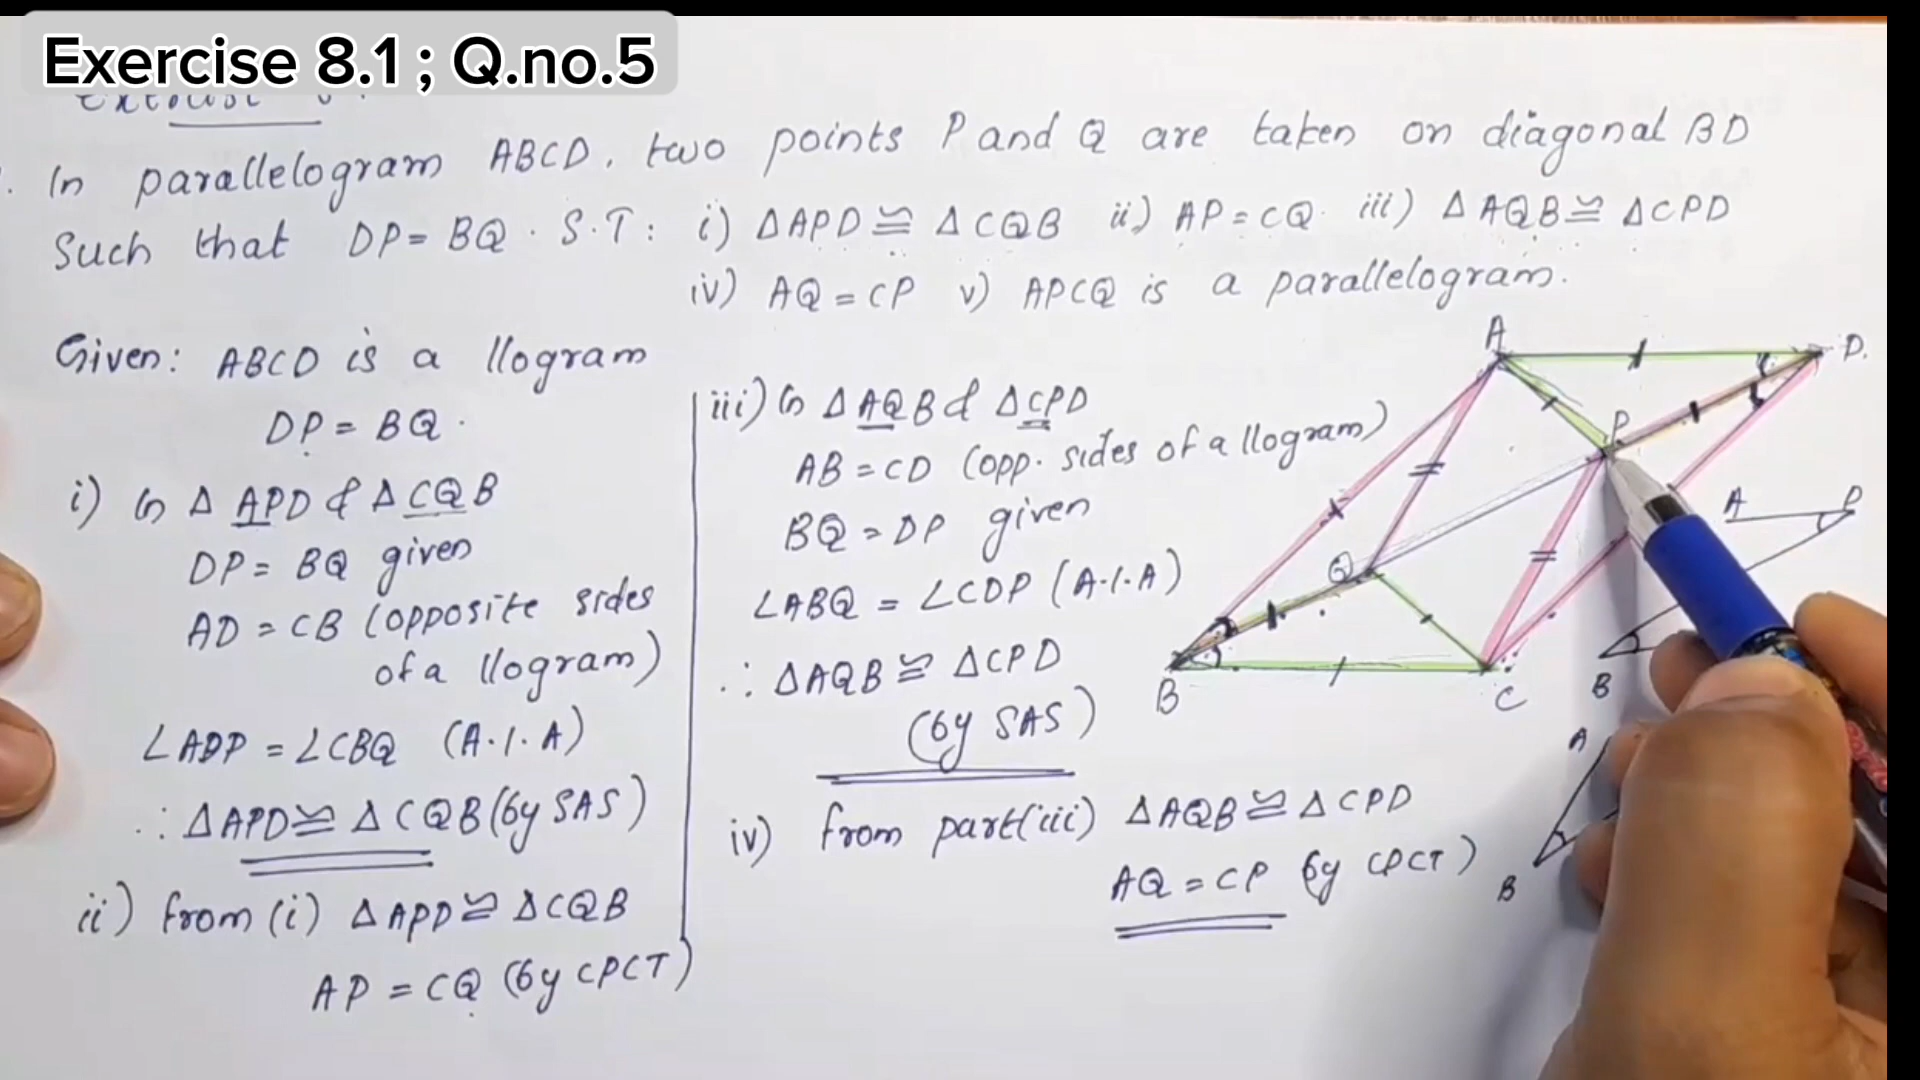 Exercise 8.1 ; Q.no.5
In parallelogram ABCD, two points P and Q are taken on diagonal BD
Such that DP = BQ . S.T: i) ΔAPD ≅ ΔCQB ii) AP = CQ. iii) ΔAQB ≅ ΔCPD
iv) AQ = CP v) APCQ is a parallelogram.
Given: ABCD is a llogram
DP = BQ .
i) In Δ APD & Δ CQB
DP = BQ given
AD = CB (opposite sides
of a llogram)
∠ADP = ∠CBQ (A.I.A)
∴ ΔAPD ≅ ΔCQB (by SAS)
ii) from (i) ΔAPD ≅ ΔCQB
AP = CQ (by CPCT)
iii) In ΔAQB & ΔCPD
AB = CD (opp. sides of a llogram)
BQ = DP given
∠ABQ = ∠CDP (A.I.A)
∴ ΔAQB ≅ ΔCPD
(by SAS)
iv) from part(iii) ΔAQB ≅ ΔCPD
AQ = CP by CPCT)
A
D.
P
Q
B
C
A
D
B
A
B